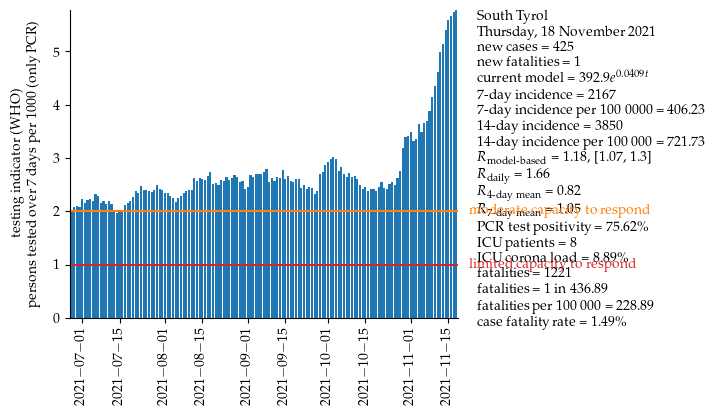 testing indicator (WHO)
persons tested over 7 days per 1000 (only PCR)
5
4
3
2
1
0
2021−07−01
2021−07−15
2021−08−01
2021−08−15
2021−09−01
2021−09−15
2021−10−01
2021−10−15
2021−11−01
2021−11−15
South Tyrol
Thursday, 18 November 2021
new cases = 425
new fatalities = 1
current model = 392.9e^0.0409t
7-day incidence = 2167
7-day incidence per 100 0000 = 406.23
14-day incidence = 3850
14-day incidence per 100 000 = 721.73
R_model-based = 1.18, [1.07, 1.3]
R_daily = 1.66
R_4-day mean = 0.82
R_7-day mean = 1.05
moderate capacity to respond
PCR test positivity = 75.62%
ICU patients = 8
ICU corona load = 8.89%
limited capacity to respond
fatalities = 1221
fatalities = 1 in 436.89
fatalities per 100 000 = 228.89
case fatality rate = 1.49%